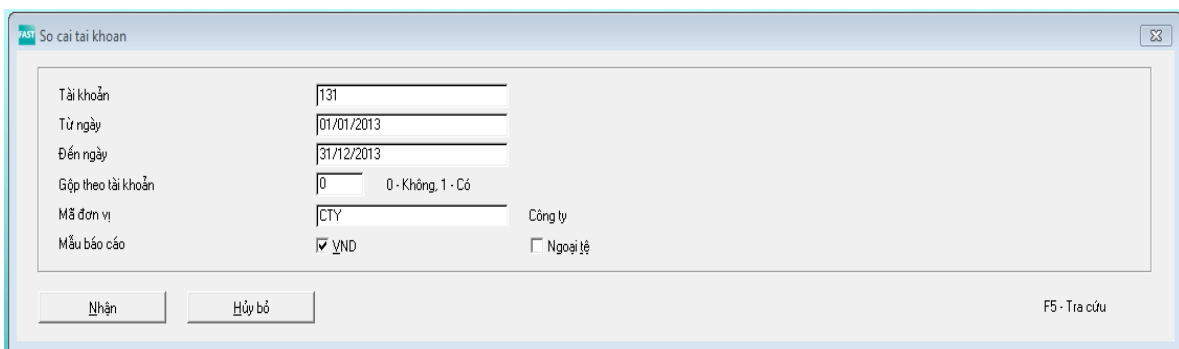 FAST So cai tai khoan
Tài khoản 131
Từ ngày 01/01/2013
Đến ngày 31/12/2013
Gộp theo tài khoản 0 0 - Không, 1 - Có
Mã đơn vị CTY Công ty
Mẫu báo cáo VND Ngoại tệ
Nhận Hủy bỏ F5 - Tra cứu